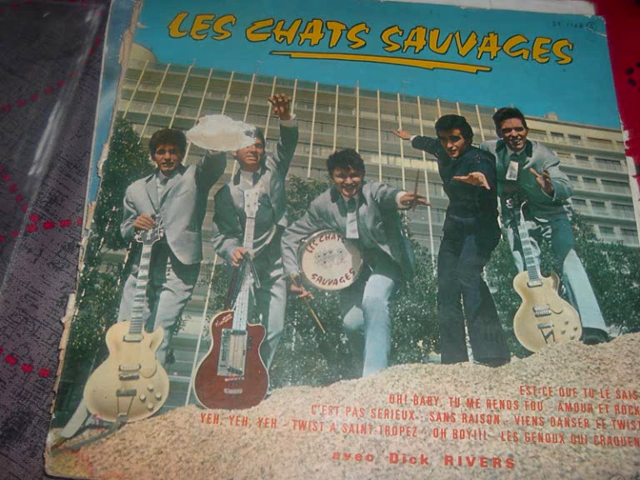 LES CHATS SAUVAGES
LES CHATS
SAUVAGES
EST-CE QUE TU LE SAIS
OH! BABY, TU ME RENDS FOU - AMOUR ET ROCK
C'EST PAS SERIEUX - SANS RAISON - VIENS DANSER LE TWIST
YEH, YEH, YEH - TWIST A SAINT-TROPEZ - OH BOY!!! - LES GENOUX QUI CRAQUENT
avec Dick RIVERS